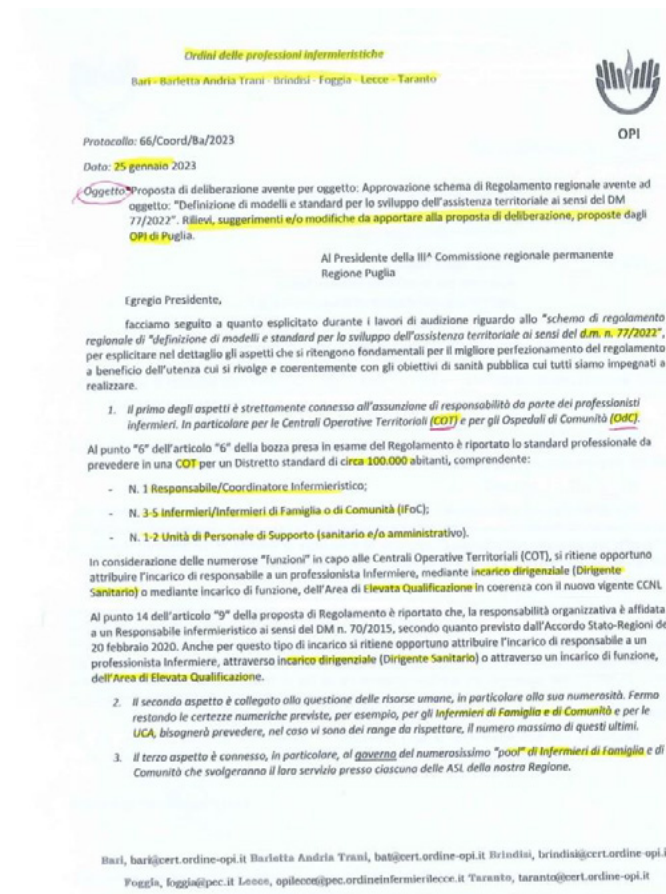 Ordini delle professioni infermieristiche
Bari - Barletta Andria Trani - Brindisi - Foggia - Lecce - Taranto
OPI
Protocollo: 66/Coord/Ba/2023
Data: 25 gennaio 2023
Oggetto: Proposta di deliberazione avente per oggetto: Approvazione schema di Regolamento regionale avente ad
oggetto: "Definizione di modelli e standard per lo sviluppo dell'assistenza territoriale ai sensi del DM
77/2022". Rilievi, suggerimenti e/o modifiche da apportare alla proposta di deliberazione, proposte dagli
OPI di Puglia.
Al Presidente della III^ Commissione regionale permanente
Regione Puglia
Egregio Presidente,
facciamo seguito a quanto esplicitato durante i lavori di audizione riguardo allo "schema di regolamento
regionale di "definizione di modelli e standard per lo sviluppo dell'assistenza territoriale ai sensi del d.m. n. 77/2022",
per esplicitare nel dettaglio gli aspetti che si ritengono fondamentali per il migliore perfezionamento del regolamento
a beneficio dell'utenza cui si rivolge e coerentemente con gli obiettivi di sanità pubblica cui tutti siamo impegnati a
realizzare.
1. Il primo degli aspetti è strettamente connesso all'assunzione di responsabilità da parte dei professionisti
infermieri. In particolare per le Centrali Operative Territoriali (COT) e per gli Ospedali di Comunità (OdC).
Al punto "6" dell'articolo "6" della bozza presa in esame del Regolamento è riportato lo standard professionale da
prevedere in una COT per un Distretto standard di circa 100.000 abitanti, comprendente:
- N. 1 Responsabile/Coordinatore Infermieristico;
- N. 3-5 Infermieri/Infermieri di Famiglia o di Comunità (IFoC);
- N. 1-2 Unità di Personale di Supporto (sanitario e/o amministrativo).
In considerazione delle numerose "funzioni" in capo alle Centrali Operative Territoriali (COT), si ritiene opportuno
attribuire l'incarico di responsabile a un professionista Infermiere, mediante incarico dirigenziale (Dirigente
Sanitario) o mediante incarico di funzione, dell'Area di Elevata Qualificazione in coerenza con il nuovo vigente CCNL
Al punto 14 dell'articolo "9" della proposta di Regolamento è riportato che, la responsabilità organizzativa è affidata
a un Responsabile infermieristico ai sensi del DM n. 70/2015, secondo quanto previsto dall'Accordo Stato-Regioni de
20 febbraio 2020. Anche per questo tipo di incarico si ritiene opportuno attribuire l'incarico di responsabile a un
professionista Infermiere, attraverso incarico dirigenziale (Dirigente Sanitario) o attraverso un incarico di funzione,
dell'Area di Elevata Qualificazione.
2. Il secondo aspetto è collegato alla questione delle risorse umane, in particolare alla sua numerosità. Fermo
restando le certezze numeriche previste, per esempio, per gli Infermieri di Famiglia e di Comunità e per le
UCA, bisognerà prevedere, nel caso vi sono dei range da rispettare, il numero massimo di questi ultimi.
3. Il terzo aspetto è connesso, in particolare, al governo del numerosissimo "pool" di Infermieri di Famiglia e di
Comunità che svolgeranno il loro servizio presso ciascuna delle ASL della nostra Regione.
Bari, bari@cert.ordine-opi.it Barletta Andria Trani, bat@cert.ordine-opi.it Brindisi, brindisi@cert.ordine-opi.i
Foggia, foggia@pec.it Lecce, opilecce@pec.ordineinfermierilecce.it Taranto, taranto@cert.ordine-opi.it